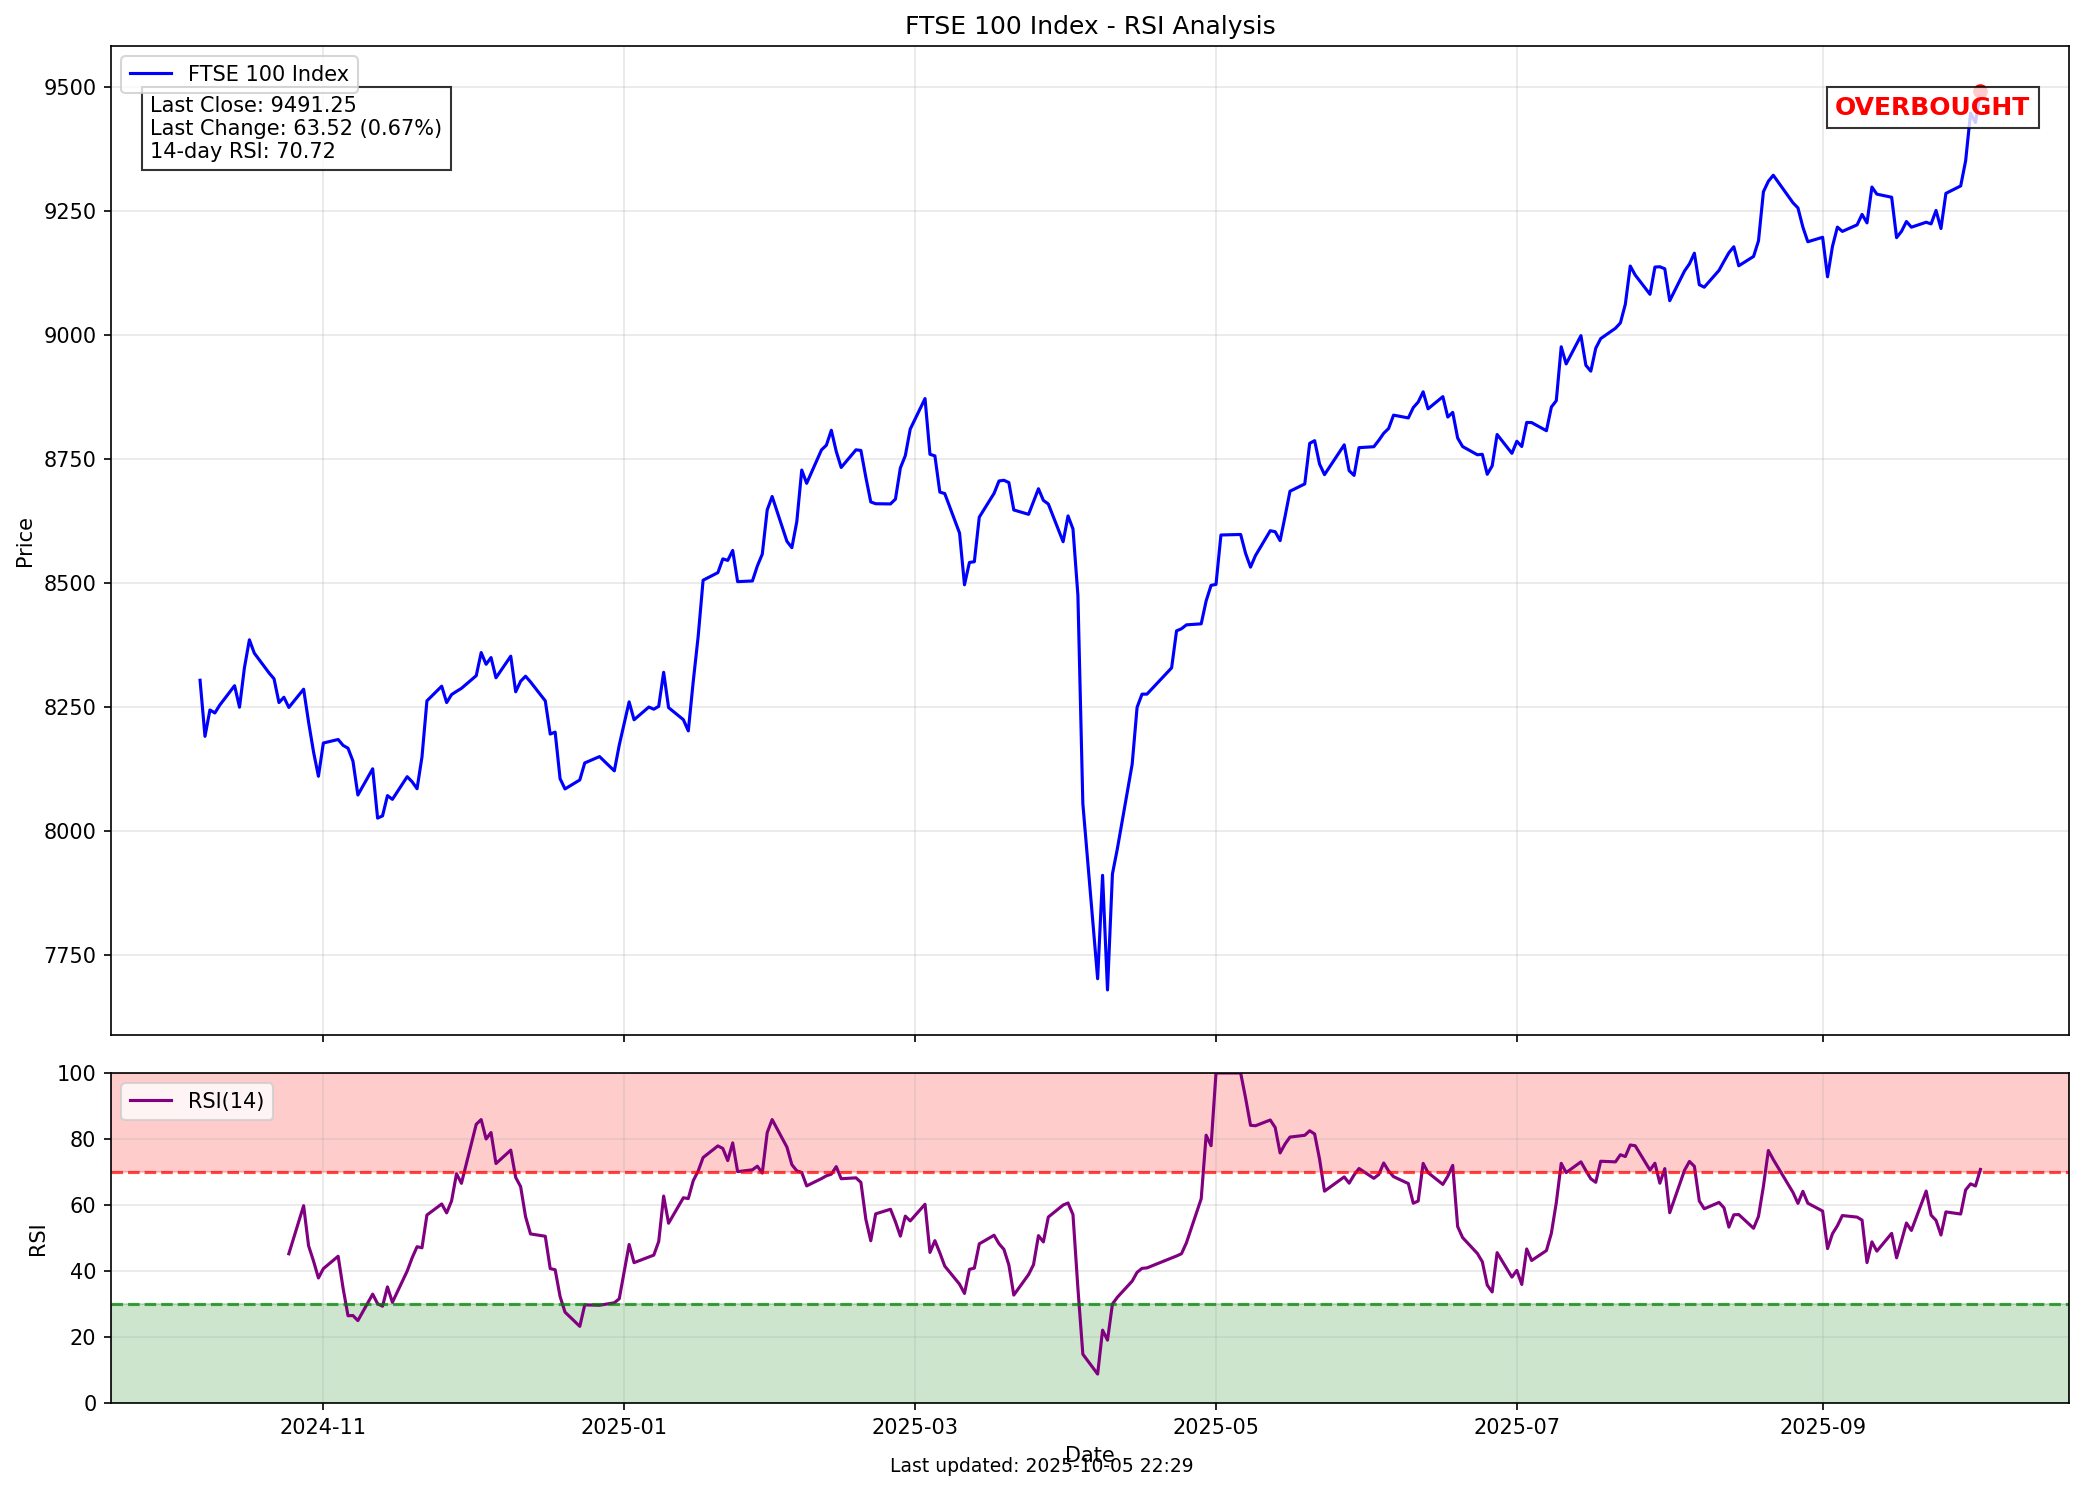 FTSE 100 Index - RSI Analysis
FTSE 100 Index
Last Close: 9491.25
Last Change: 63.52 (0.67%)
14-day RSI: 70.72
OVERBOUGHT
9500
9250
9000
8750
8500
8250
8000
7750
Price
RSI(14)
100
80
60
40
20
0
RSI
2024-11
2025-01
2025-03
2025-05
2025-07
2025-09
Date
Last updated: 2025-10-05 22:29